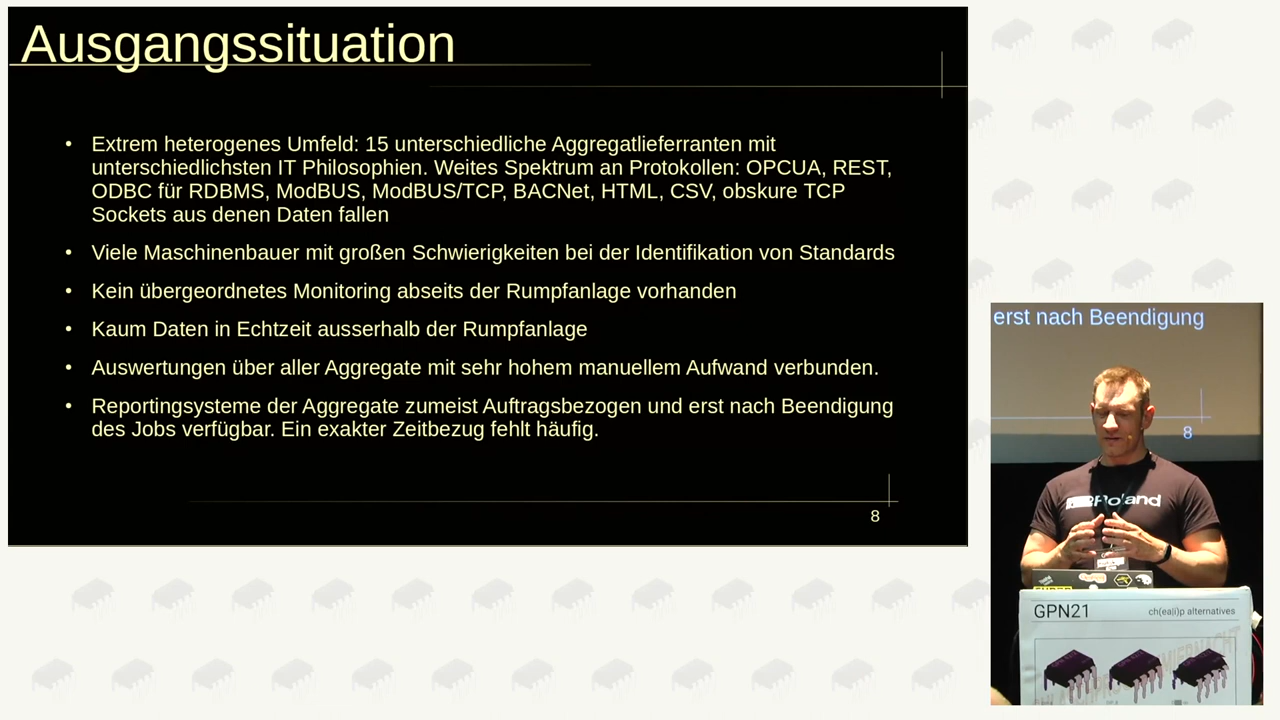 Ausgangssituation
• Extrem heterogenes Umfeld: 15 unterschiedliche Aggregatlieferranten mit
unterschiedlichsten IT Philosophien. Weites Spektrum an Protokollen: OPCUA, REST,
ODBC für RDBMS, ModBUS, ModBUS/TCP, BACNet, HTML, CSV, obskure TCP
Sockets aus denen Daten fallen
• Viele Maschinenbauer mit großen Schwierigkeiten bei der Identifikation von Standards
• Kein übergeordnetes Monitoring abseits der Rumpfanlage vorhanden
• Kaum Daten in Echtzeit ausserhalb der Rumpfanlage
• Auswertungen über aller Aggregate mit sehr hohem manuellem Aufwand verbunden.
• Reportingsysteme der Aggregate zumeist Auftragsbezogen und erst nach Beendigung
des Jobs verfügbar. Ein exakter Zeitbezug fehlt häufig.
8
erst nach Beendigung
8
Roland
GPN21
ch(ea|i)p alternatives